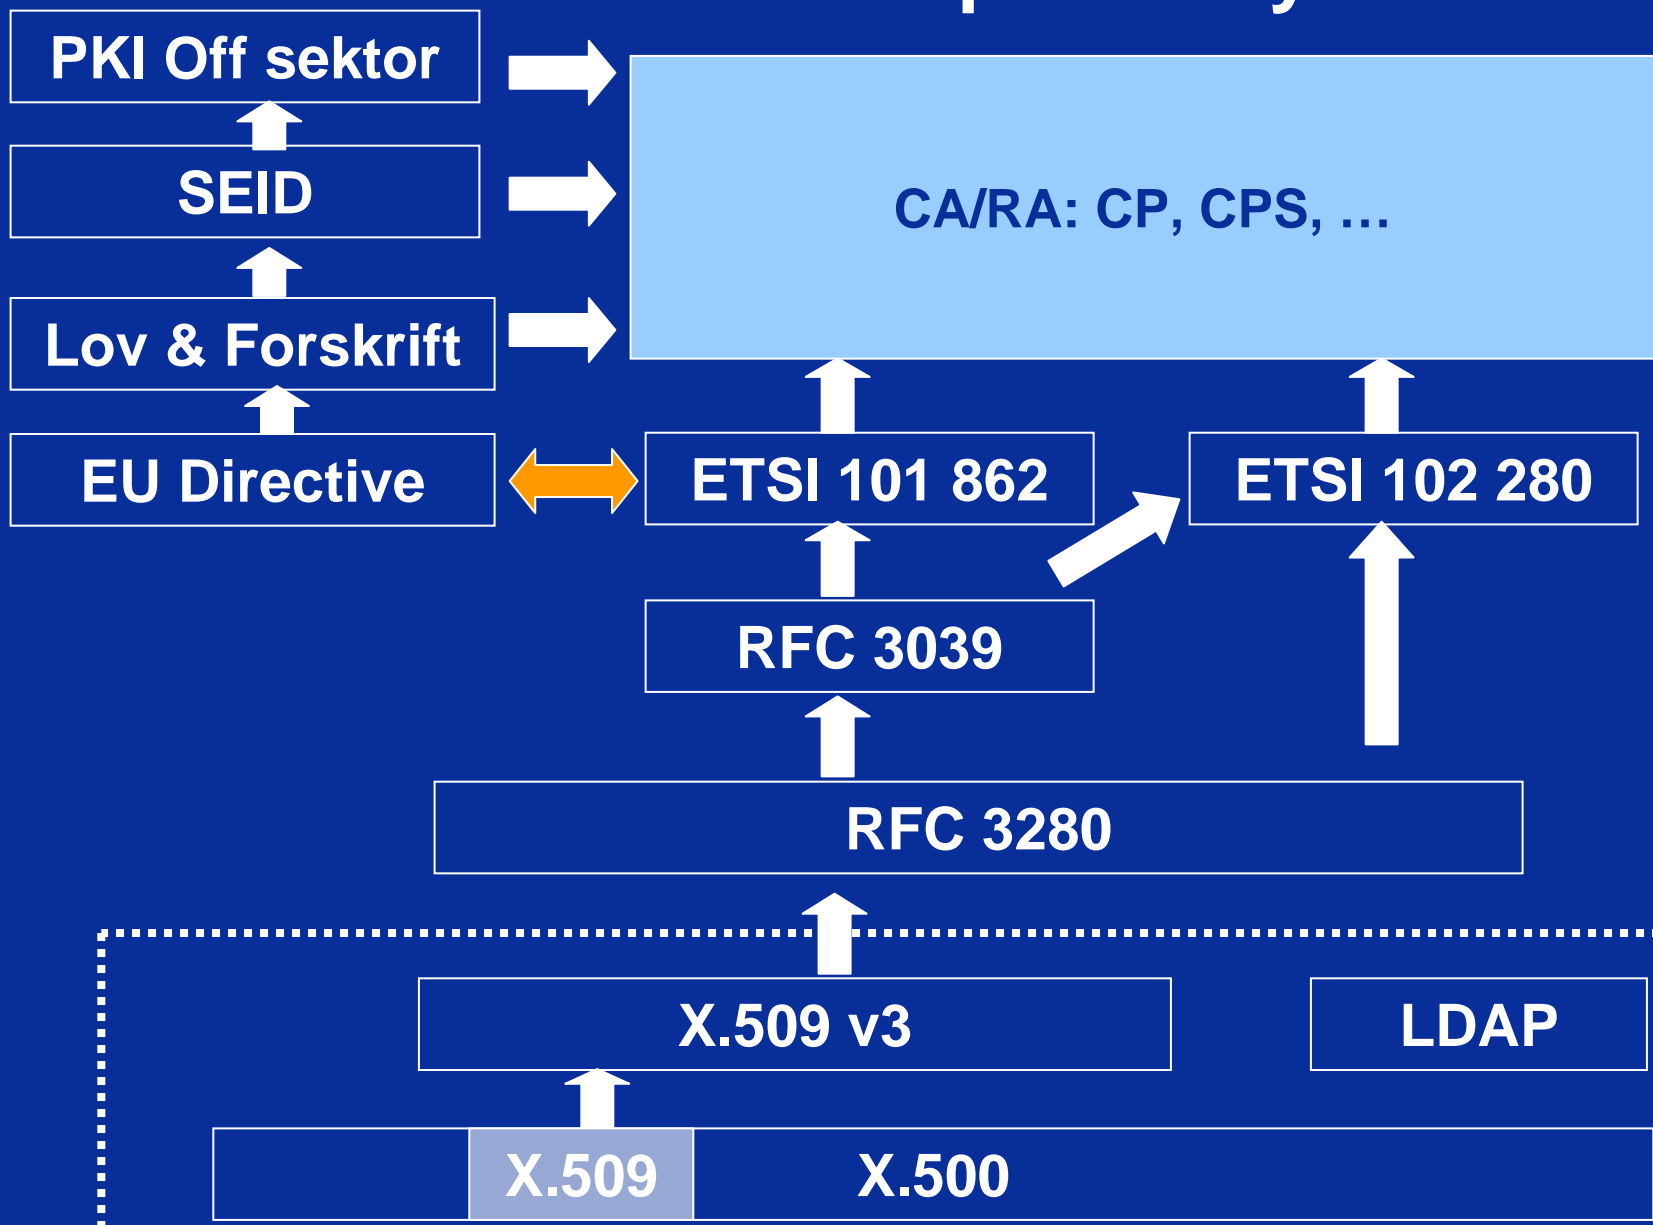 PKI Off sektor
SEID
CA/RA: CP, CPS, …
Lov & Forskrift
EU Directive
ETSI 101 862
ETSI 102 280
RFC 3039
RFC 3280
X.509 v3
LDAP
X.509
X.500